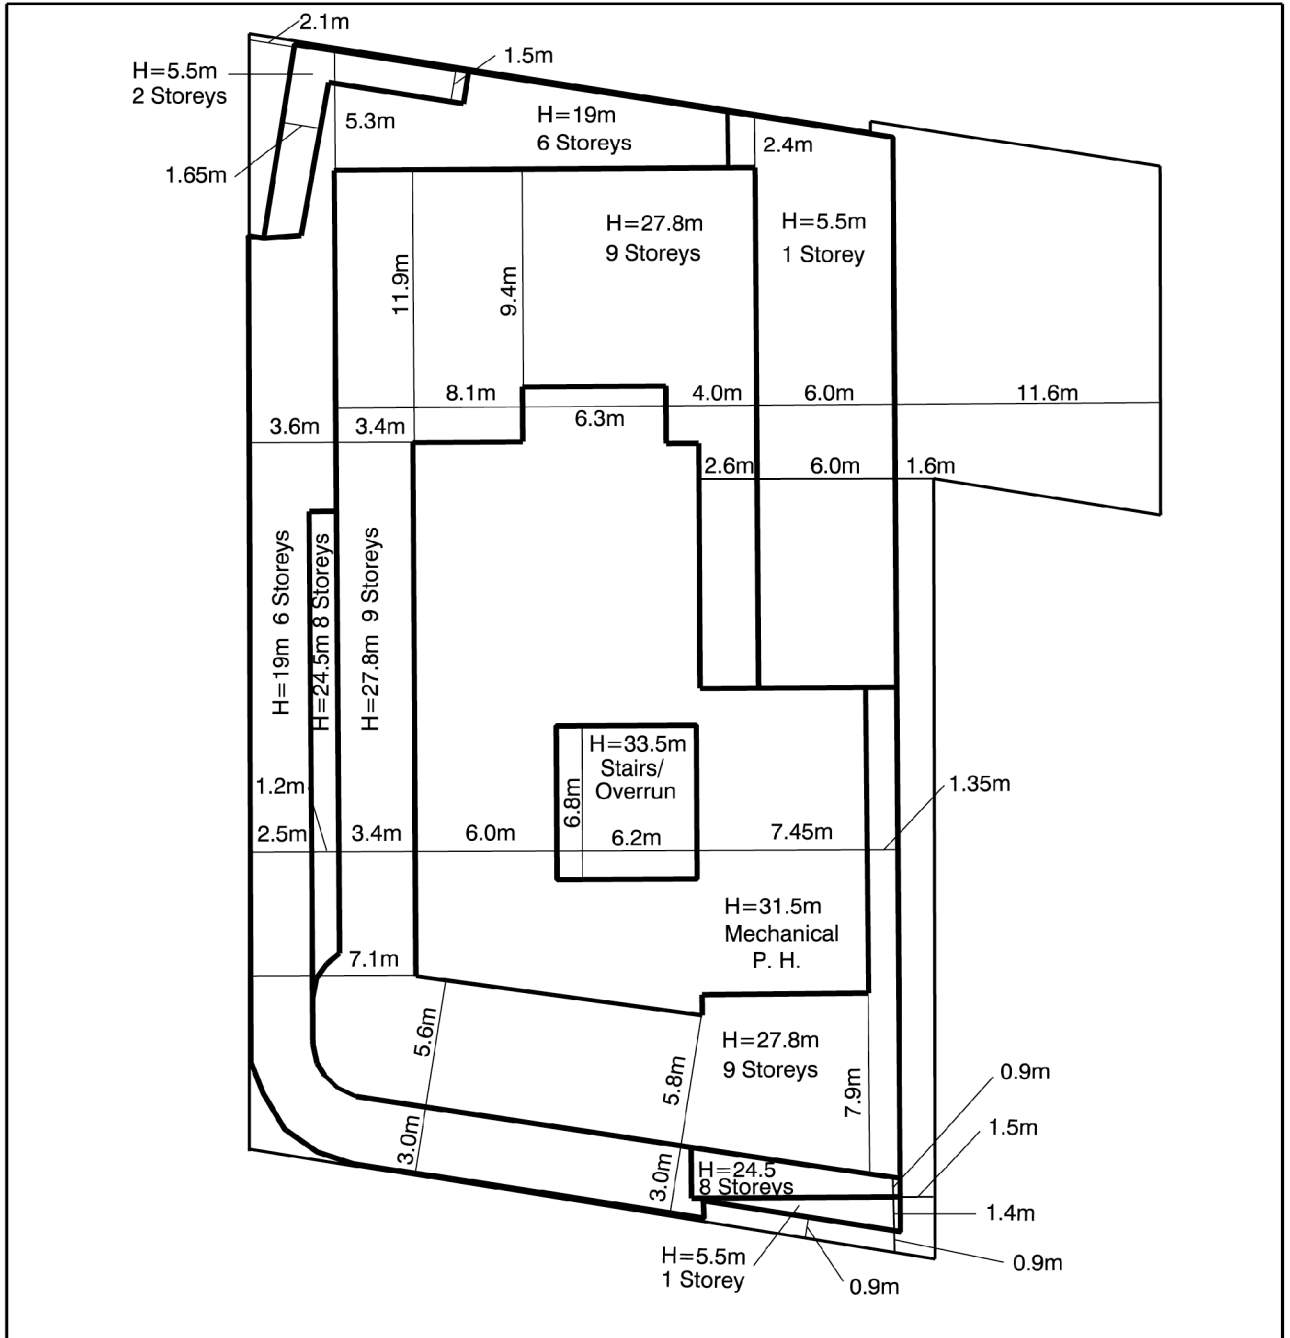 2.1m
1.5m
H=5.5m
2 Storeys
H=19m
6 Storeys
5.3m
2.4m
1.65m
H=27.8m
9 Storeys
H=5.5m
1 Storey
11.9m
9.4m
8.1m
4.0m
6.0m
11.6m
6.3m
3.6m
3.4m
2.6m
6.0m
1.6m
H=19m 6 Storeys
H=24.5m 8 Storeys
H=27.8m 9 Storeys
H=33.5m
Stairs/
Overrun
6.8m
1.2m
1.35m
2.5m
3.4m
6.0m
6.2m
7.45m
H=31.5m
Mechanical
P. H.
7.1m
5.6m
5.8m
H=27.8m
9 Storeys
7.9m
0.9m
1.5m
3.0m
3.0m
H=24.5
8 Storeys
1.4m
H=5.5m
1 Storey
0.9m
0.9m